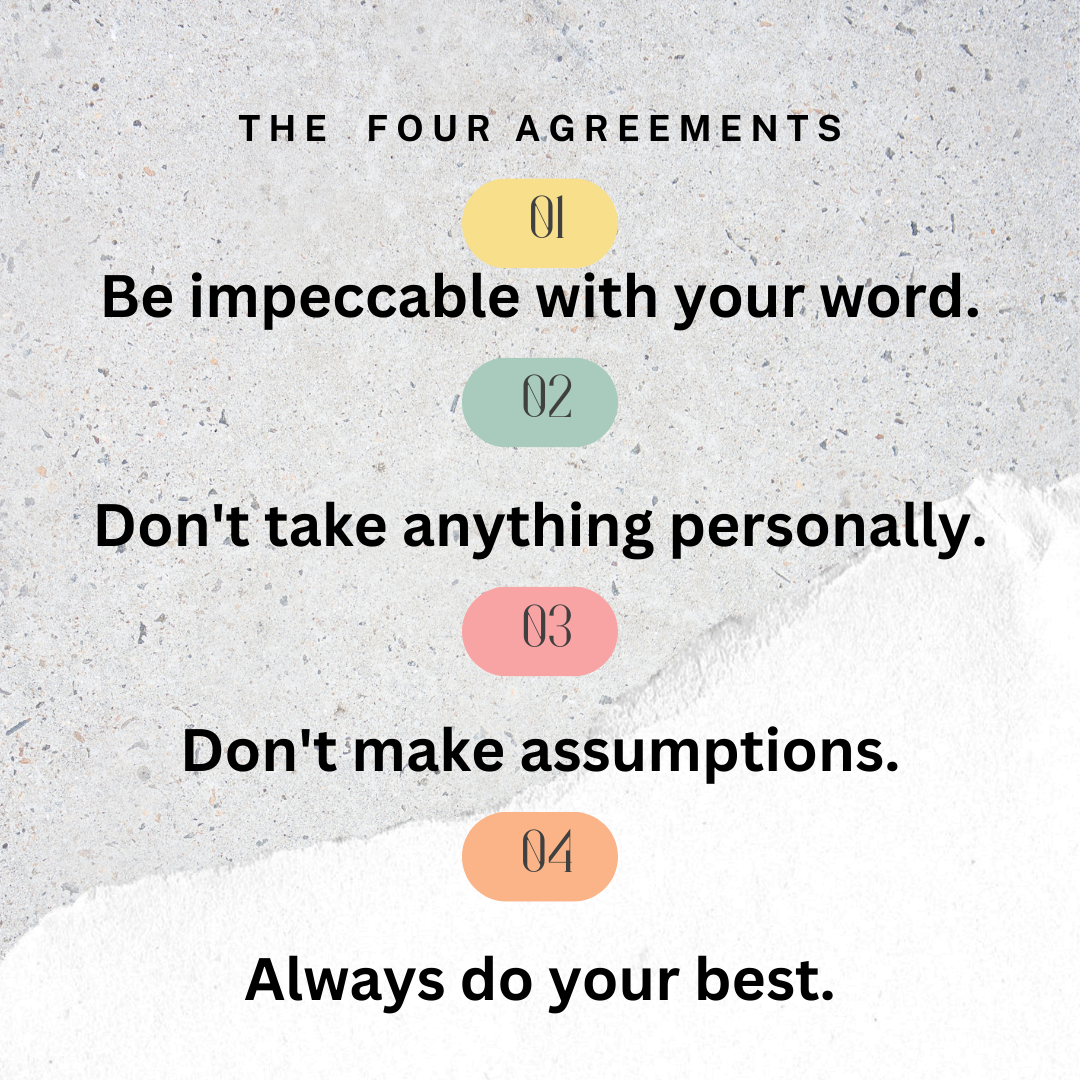 THE FOUR AGREEMENTS
01
Be impeccable with your word.
02
Don't take anything personally.
03
Don't make assumptions.
04
Always do your best.